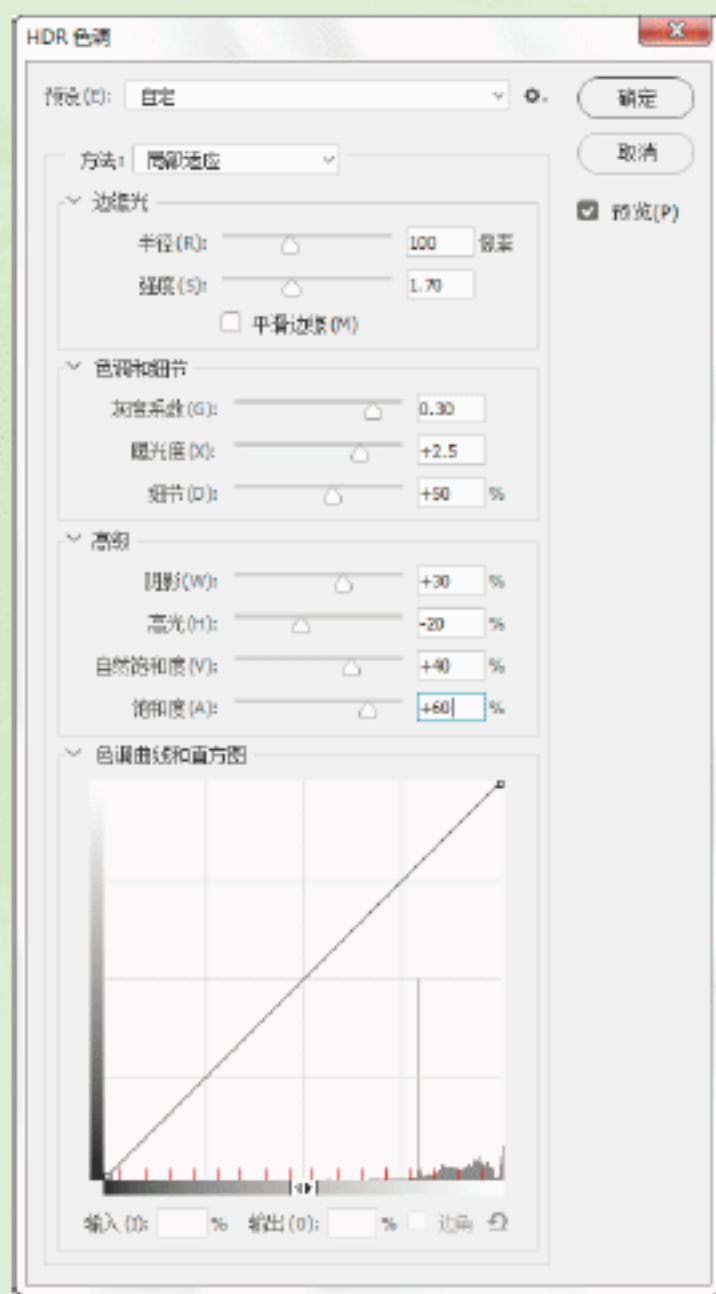 HDR 色调
预设(E): 自定
确定
取消
预览(P)
方法: 局部适应
边缘光
半径(R): 100 像素
强度(S): 1.70
平滑边缘(M)
色调和细节
灰度系数(G): 0.30
曝光度(X): +2.5
细节(D): +50 %
高级
阴影(W): +30 %
高光(H): -20 %
自然饱和度(V): +40 %
饱和度(A): +60 %
色调曲线和直方图
输入(I): % 输出(O): % 边角